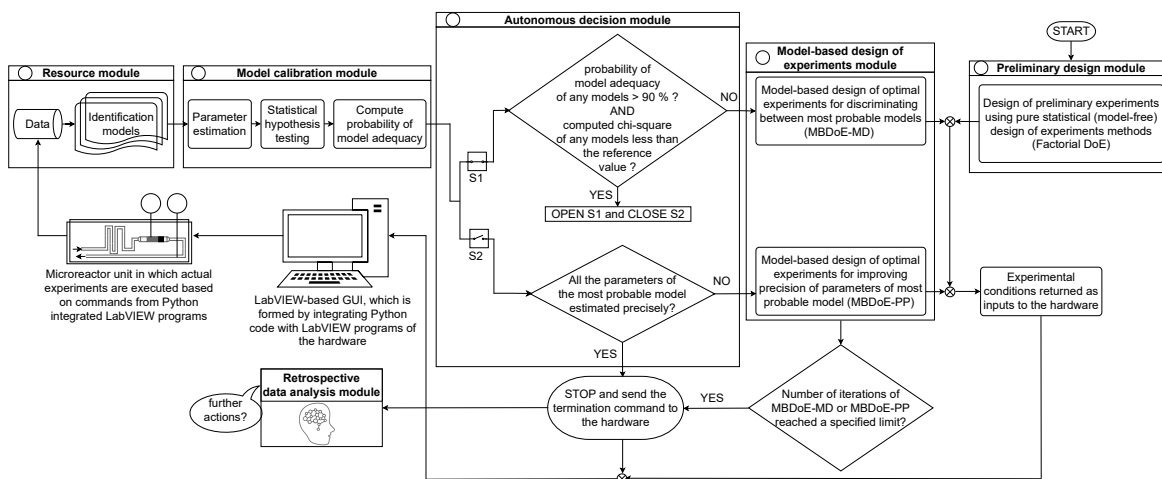 START
Preliminary design module
Design of preliminary experiments
using pure statistical (model-free)
design of experiments methods
(Factorial DoE)
Resource module
Data
Identification
models
Model calibration module
Parameter
estimation
Statistical
hypothesis
testing
Compute
probability of
model adequacy
Autonomous decision module
S1
S2
probability of
model adequacy
of any models > 90 % ?
AND
computed chi-square
of any models less than
the reference
value ?
NO
YES
OPEN S1 and CLOSE S2
All the parameters of
the most probable model
estimated precisely?
NO
YES
Model-based design of
experiments module
Model-based design of optimal
experiments for discriminating
between most probable models
(MBDoE-MD)
Model-based design of optimal
experiments for improving
precision of parameters of most
probable model (MBDoE-PP)
Experimental
conditions returned as
inputs to the hardware
Number of iterations of
MBDoE-MD or MBDoE-PP
reached a specified limit?
YES
STOP and send the
termination command to
the hardware
Retrospective
data analysis module
further
actions?
Microreactor unit in which actual
experiments are executed based
on commands from Python
integrated LabVIEW programs
LabVIEW-based GUI, which is
formed by integrating Python
code with LabVIEW programs of
the hardware